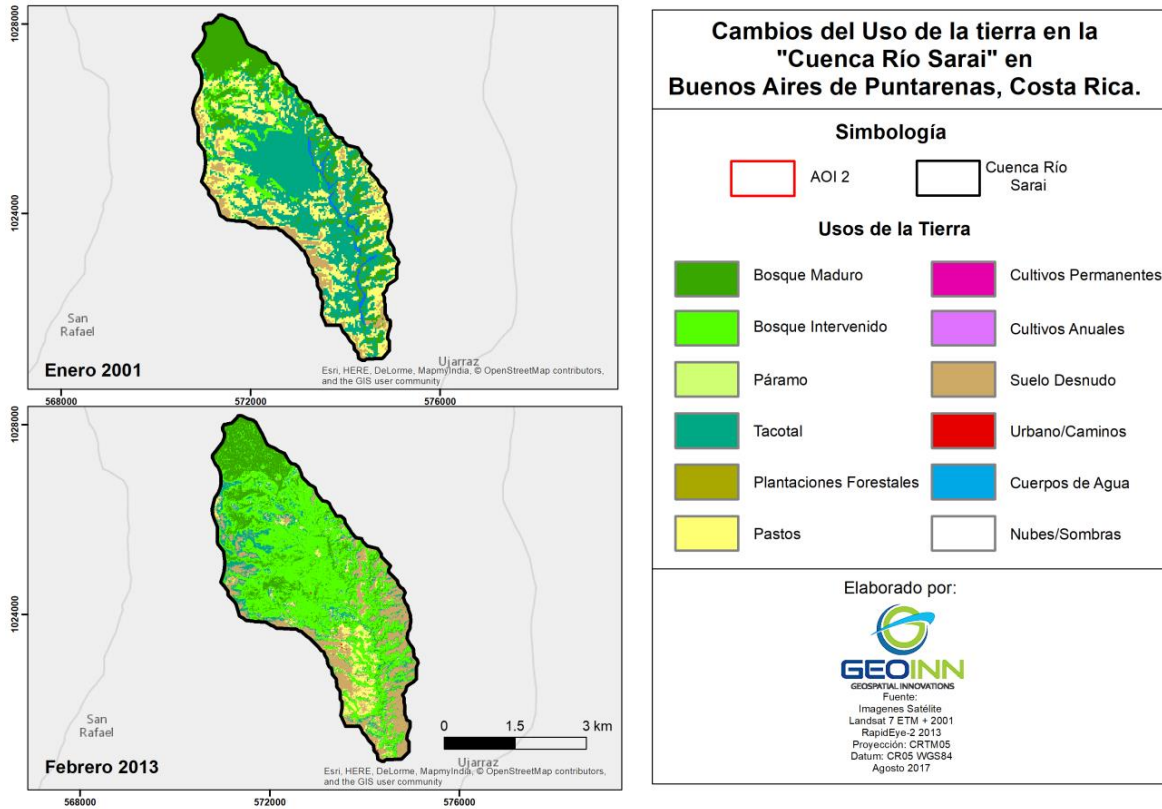 1028000
1024000
San
Rafael
Ujarraz
Enero 2001
Esri, HERE, DeLorme, MapmyIndia, © OpenStreetMap contributors,
and the GIS user community
568000
572000
576000
1028000
1024000
San
Rafael
0
1.5
3 km
Ujarraz
Febrero 2013
Esri, HERE, DeLorme, MapmyIndia, © OpenStreetMap contributors,
and the GIS user community
568000
572000
576000
Cambios del Uso de la tierra en la
"Cuenca Río Sarai" en
Buenos Aires de Puntarenas, Costa Rica.
Simbología
AOI 2
Cuenca Río
Sarai
Usos de la Tierra
Bosque Maduro
Cultivos Permanentes
Bosque Intervenido
Cultivos Anuales
Páramo
Suelo Desnudo
Tacotal
Urbano/Caminos
Plantaciones Forestales
Cuerpos de Agua
Pastos
Nubes/Sombras
Elaborado por:
GEOINN
GEOSPATIAL INNOVATIONS
Fuente:
Imagenes Satélite
Landsat 7 ETM + 2001
RapidEye-2 2013
Proyección: CRTM05
Datum: CR05 WGS84
Agosto 2017